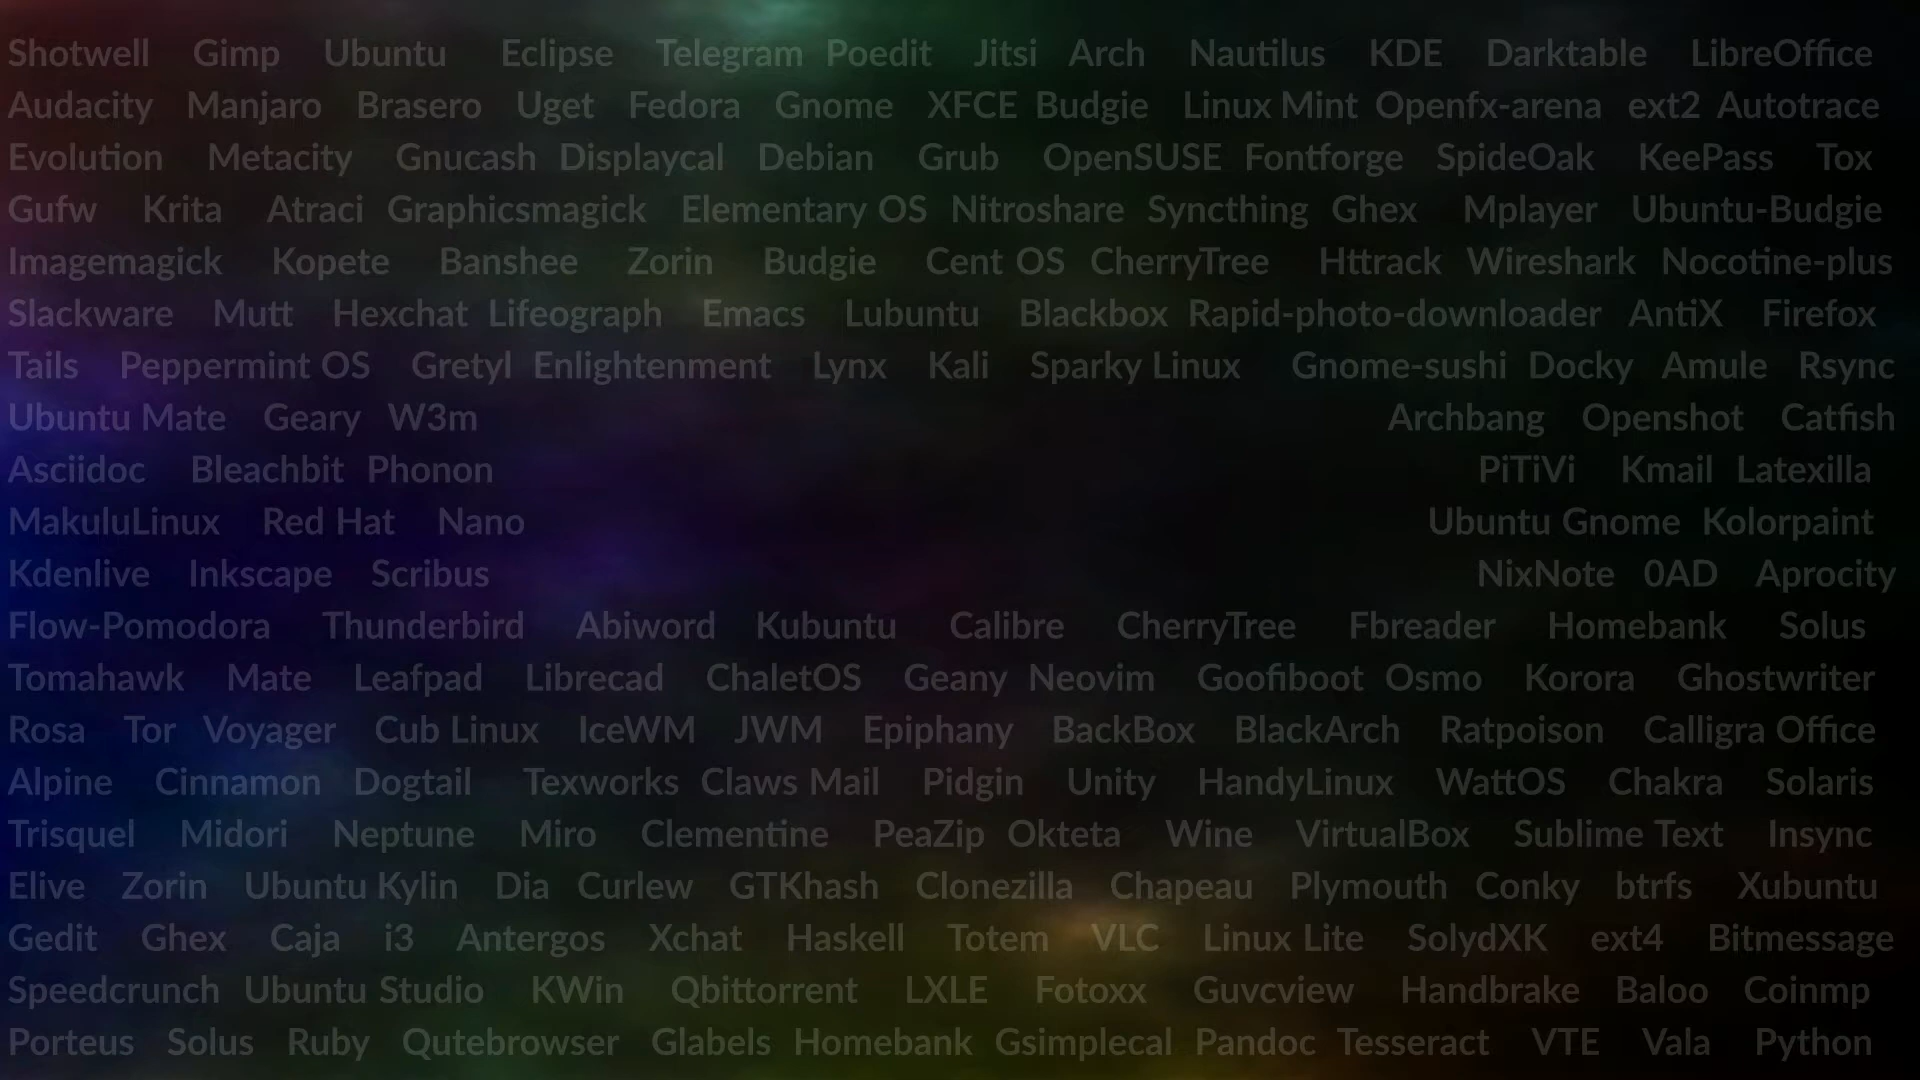 Shotwell Gimp Ubuntu Eclipse Telegram Poedit Jitsi Arch Nautilus KDE Darktable LibreOffice
Audacity Manjaro Brasero Uget Fedora Gnome XFCE Budgie Linux Mint Openfx-arena ext2 Autotrace
Evolution Metacity Gnucash Displaycal Debian Grub OpenSUSE Fontforge SpideOak KeePass Tox
Gufw Krita Atraci Graphicsmagick Elementary OS Nitroshare Syncthing Ghex Mplayer Ubuntu-Budgie
Imagemagick Kopete Banshee Zorin Budgie Cent OS CherryTree Httrack Wireshark Nocotine-plus
Slackware Mutt Hexchat Lifeograph Emacs Lubuntu Blackbox Rapid-photo-downloader AntiX Firefox
Tails Peppermint OS Gretyl Enlightenment Lynx Kali Sparky Linux Gnome-sushi Docky Amule Rsync
Ubuntu Mate Geary W3m Archbang Openshot Catfish
Asciidoc Bleachbit Phonon PiTiVi Kmail Latexilla
MakuluLinux Red Hat Nano Ubuntu Gnome Kolorpaint
Kdenlive Inkscape Scribus NixNote 0AD Aprocity
Flow-Pomodora Thunderbird Abiword Kubuntu Calibre CherryTree Fbreader Homebank Solus
Tomahawk Mate Leafpad Librecad ChaletOS Geany Neovim Goofiboot Osmo Korora Ghostwriter
Rosa Tor Voyager Cub Linux IceWM JWM Epiphany BackBox BlackArch Ratpoison Calligra Office
Alpine Cinnamon Dogtail Texworks Claws Mail Pidgin Unity HandyLinux WattOS Chakra Solaris
Trisquel Midori Neptune Miro Clementine PeaZip Okteta Wine VirtualBox Sublime Text Insync
Elive Zorin Ubuntu Kylin Dia Curlew GTKhash Clonezilla Chapeau Plymouth Conky btrfs Xubuntu
Gedit Ghex Caja i3 Antergos Xchat Haskell Totem VLC Linux Lite SolydXK ext4 Bitmessage
Speedcrunch Ubuntu Studio KWin Qbittorrent LXLE Fotoxx Guvcview Handbrake Baloo Coinmp
Porteus Solus Ruby Qutebrowser Glabels Homebank Gsimplecal Pandoc Tesseract VTE Vala Python